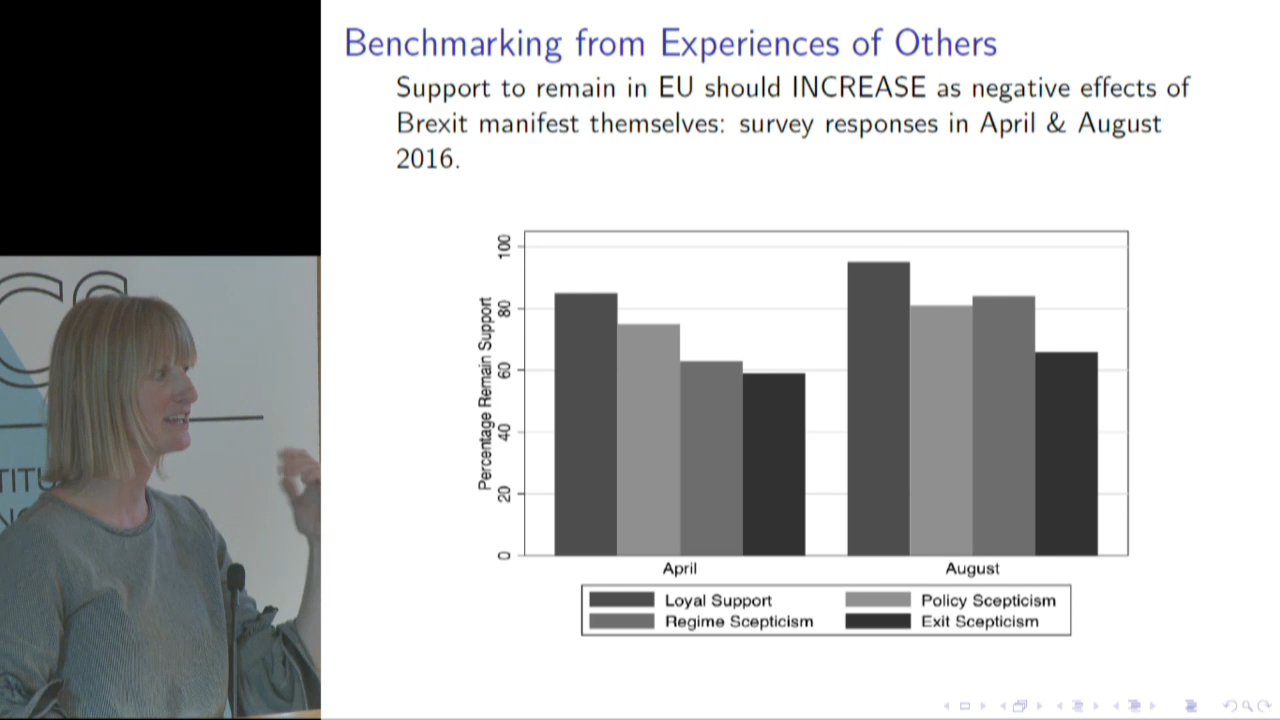 Benchmarking from Experiences of Others
Support to remain in EU should INCREASE as negative effects of
Brexit manifest themselves: survey responses in April & August
2016.
Percentage Remain Support
100
80
60
40
20
0
April
August
Loyal Support
Policy Scepticism
Regime Scepticism
Exit Scepticism
TITU